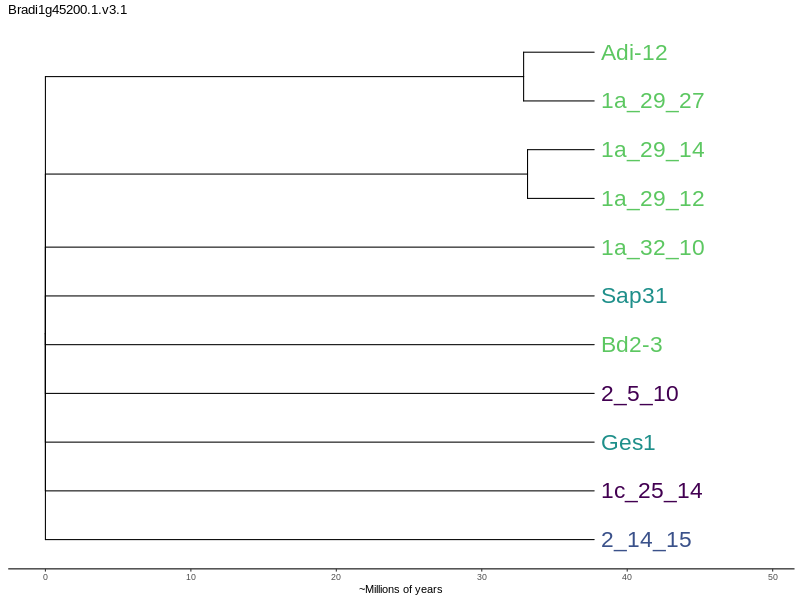 Bradi1g45200.1.v3.1
Adi-12
1a_29_27
1a_29_14
1a_29_12
1a_32_10
Sap31
Bd2-3
2_5_10
Ges1
1c_25_14
2_14_15
0 10 20 30 40 50
~Millions of years